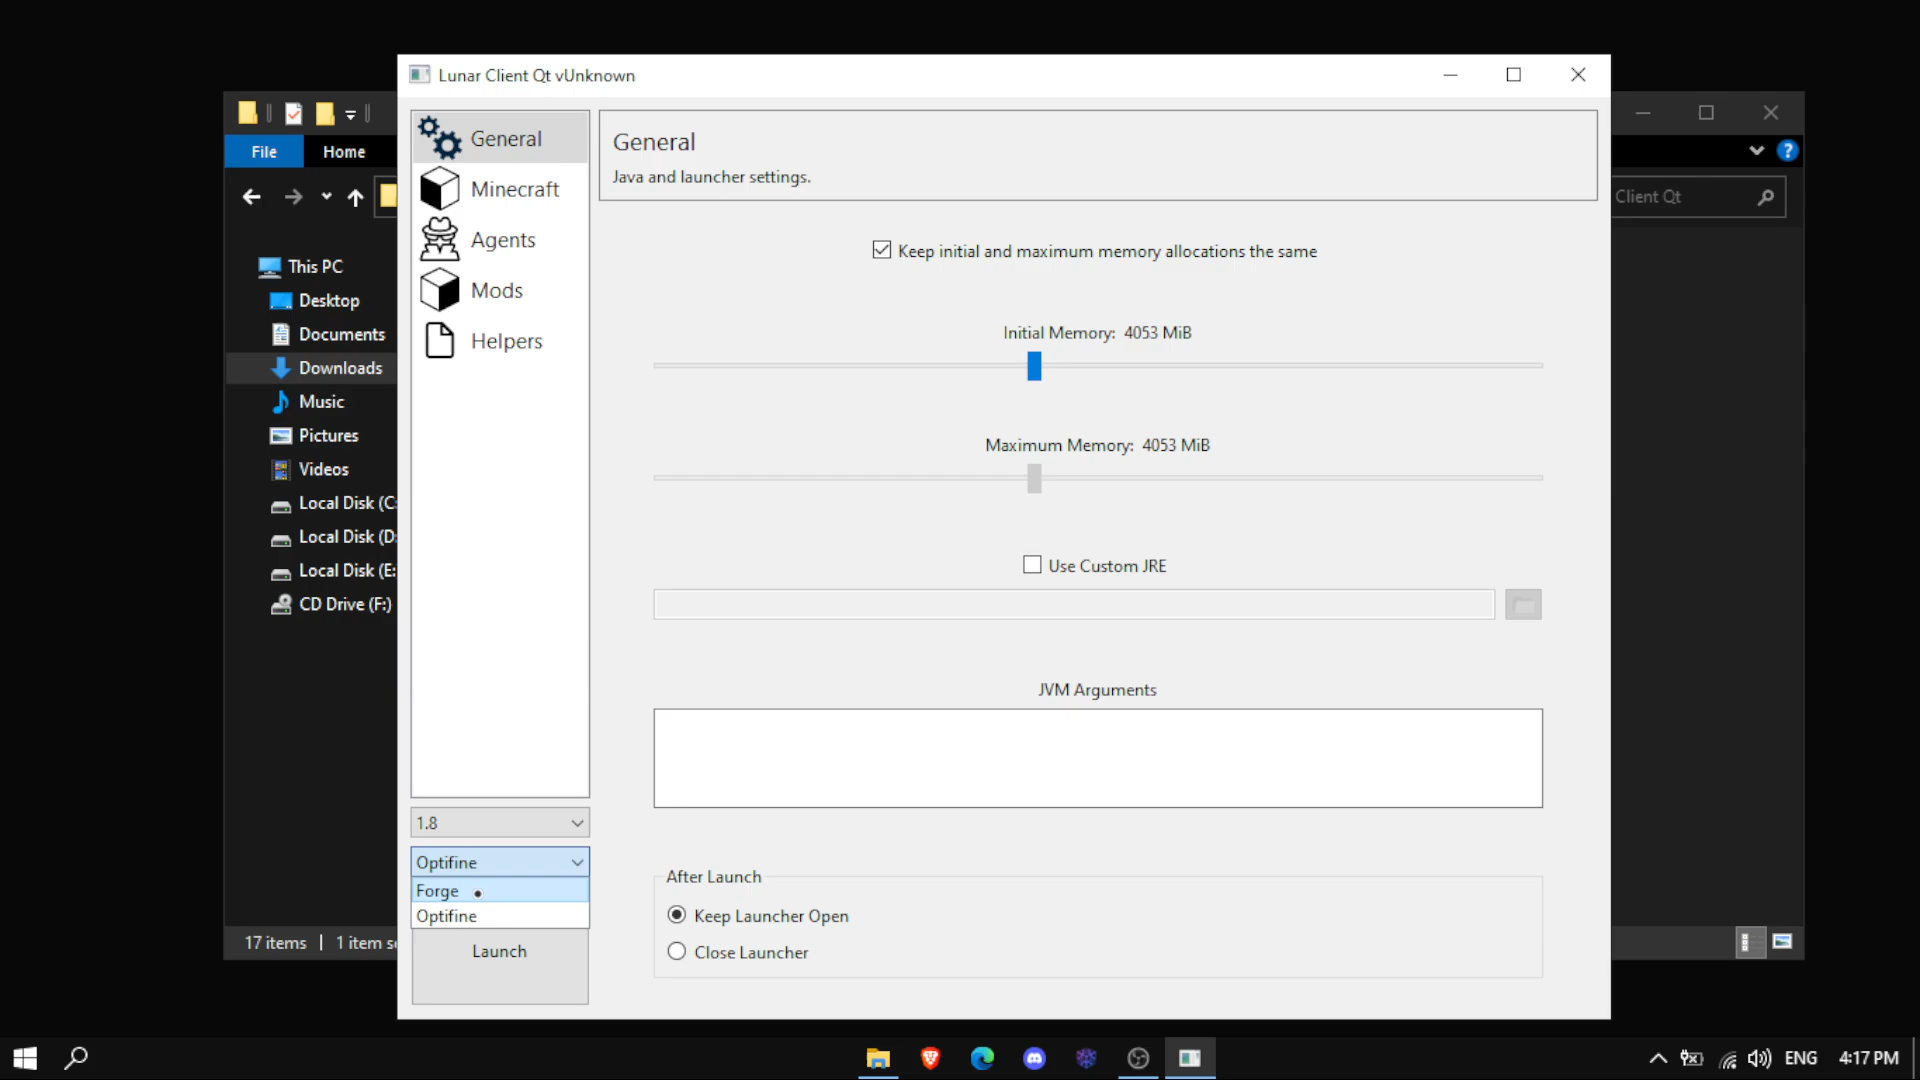 Lunar Client Qt vUnknown
File
Home
Client Qt
This PC
Desktop
Documents
Downloads
Music
Pictures
Videos
Local Disk (C:
Local Disk (D:
Local Disk (E:
CD Drive (F:)
17 items
1 item se
General
Minecraft
Agents
Mods
Helpers
1.8
Optifine
Forge
Optifine
Launch
General
Java and launcher settings.
Keep initial and maximum memory allocations the same
Initial Memory: 4053 MiB
Maximum Memory: 4053 MiB
Use Custom JRE
JVM Arguments
After Launch
Keep Launcher Open
Close Launcher
ENG
4:17 PM